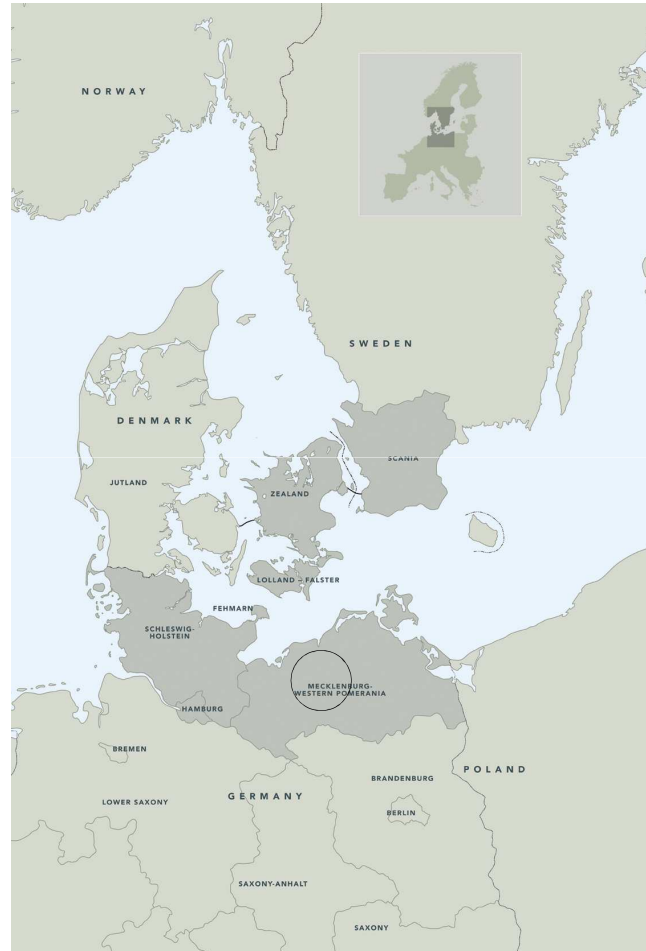 NORWAY
SWEDEN
DENMARK
SCANIA
JUTLAND
ZEALAND
LOLLAND – FALSTER
FEHMARN
SCHLESWIG-
HOLSTEIN
MECKLENBURG-
WESTERN POMERANIA
HAMBURG
BREMEN
POLAND
BRANDENBURG
GERMANY
LOWER SAXONY
BERLIN
SAXONY-ANHALT
SAXONY